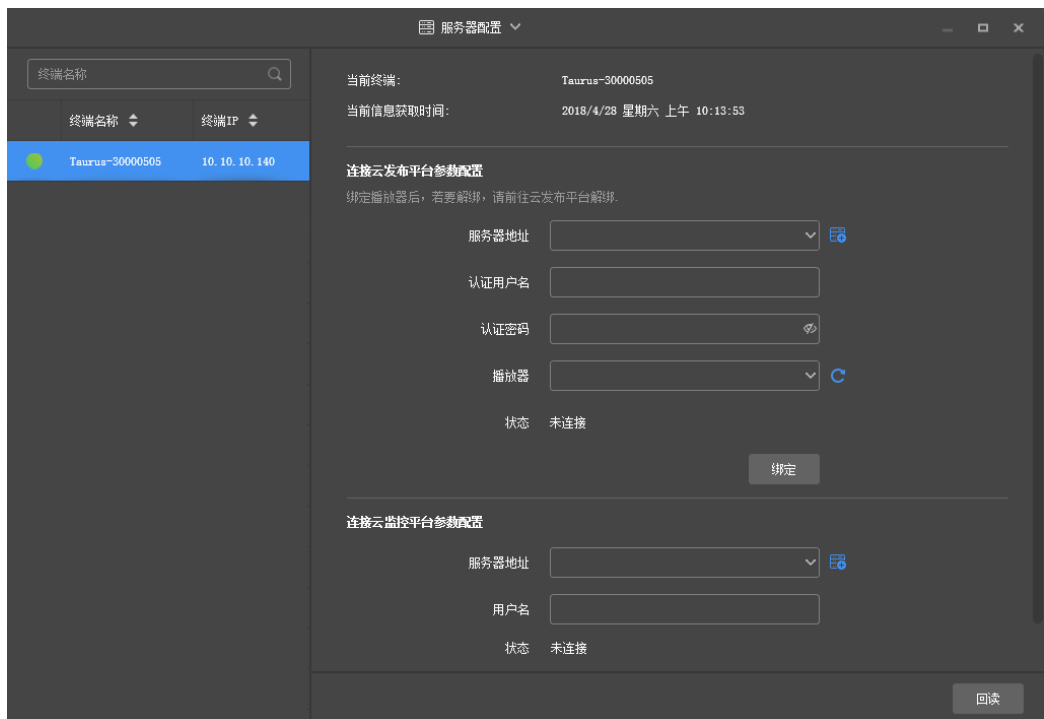 服务器配置
终端名称
终端名称 终端IP
Taurus-30000505 10.10.10.140
当前终端: Taurus-30000505
当前信息获取时间: 2018/4/28 星期六 上午 10:13:53
连接云发布平台参数配置
绑定播放器后，若要解绑，请前往云发布平台解绑.
服务器地址
认证用户名
认证密码
播放器
状态 未连接
绑定
连接云监控平台参数配置
服务器地址
用户名
状态 未连接
回读